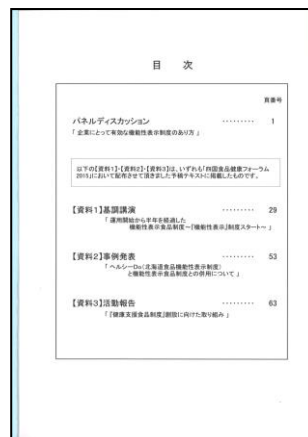 目 次
頁番号
パネルディスカッション ‥‥‥‥‥ 1
「企業にとって有効な機能性表示制度のあり方」
以下の【資料1】・【資料2】・【資料3】は、いずれも「四国食品健康フォーラム
2015」において配布させて頂きました予稿テキストに掲載したものです。
【資料1】基調講演 ‥‥‥‥‥ 29
「運用開始から半年を経過した
機能性表示食品制度~『機能性表示』制度スタート~」
【資料2】事例発表 ‥‥‥‥‥ 53
「ヘルシーDo(北海道食品機能性表示制度)
と機能性表示食品制度との併用について」
【資料3】活動報告 ‥‥‥‥‥ 63
「『健康支援食品制度』創設に向けた取り組み」